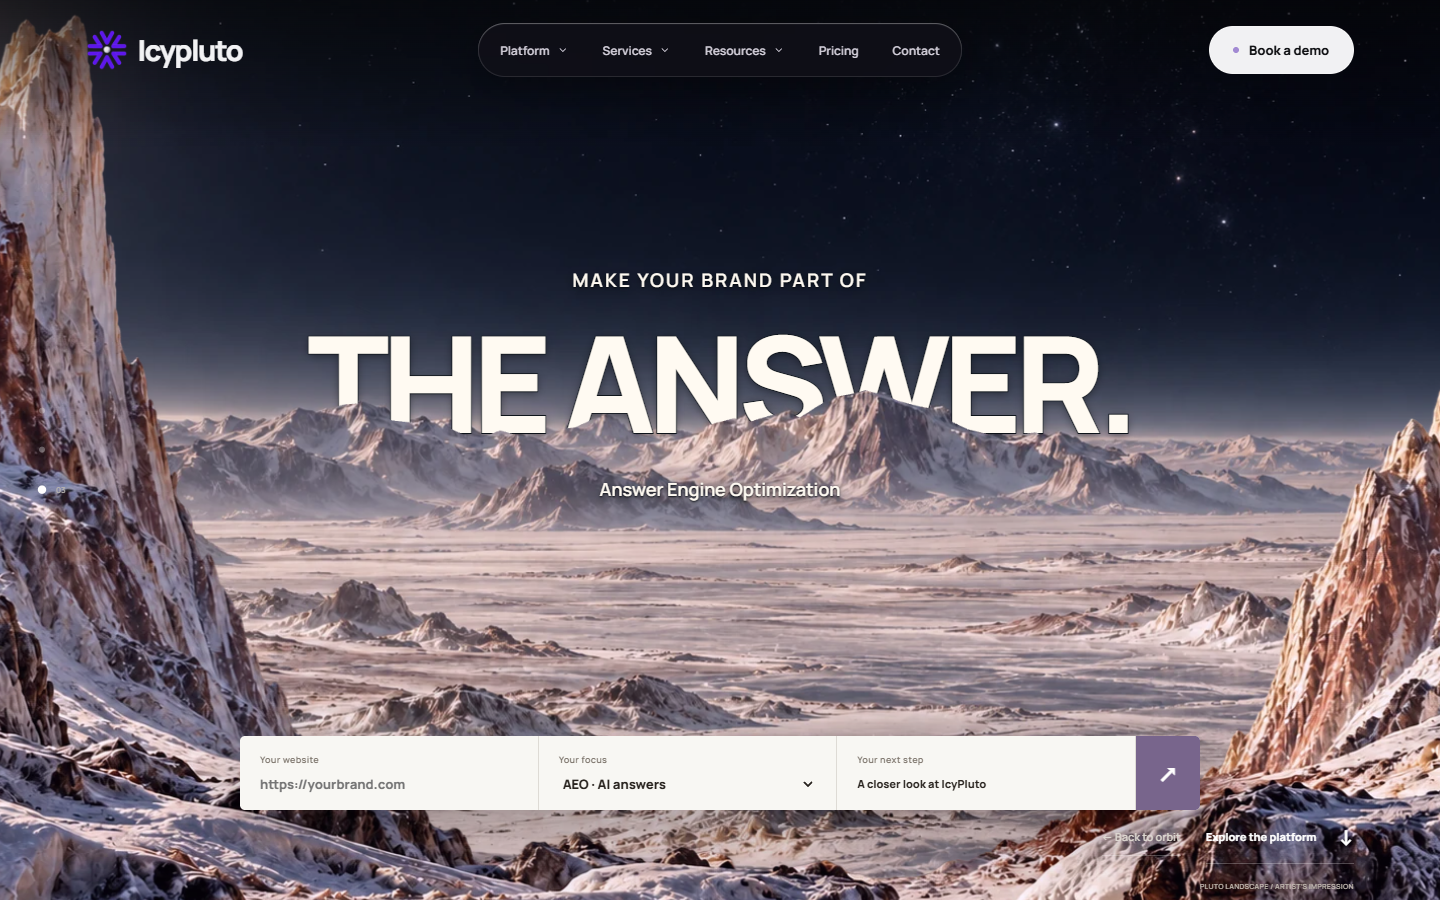 Icypluto
Platform
Services
Resources
Pricing
Contact
Book a demo
MAKE YOUR BRAND PART OF
THE ANSWER.
03
Answer Engine Optimization
Your website
https://yourbrand.com
Your focus
AEO · AI answers
Your next step
A closer look at IcyPluto
← Back to orbit
Explore the platform
PLUTO LANDSCAPE / ARTIST'S IMPRESSION